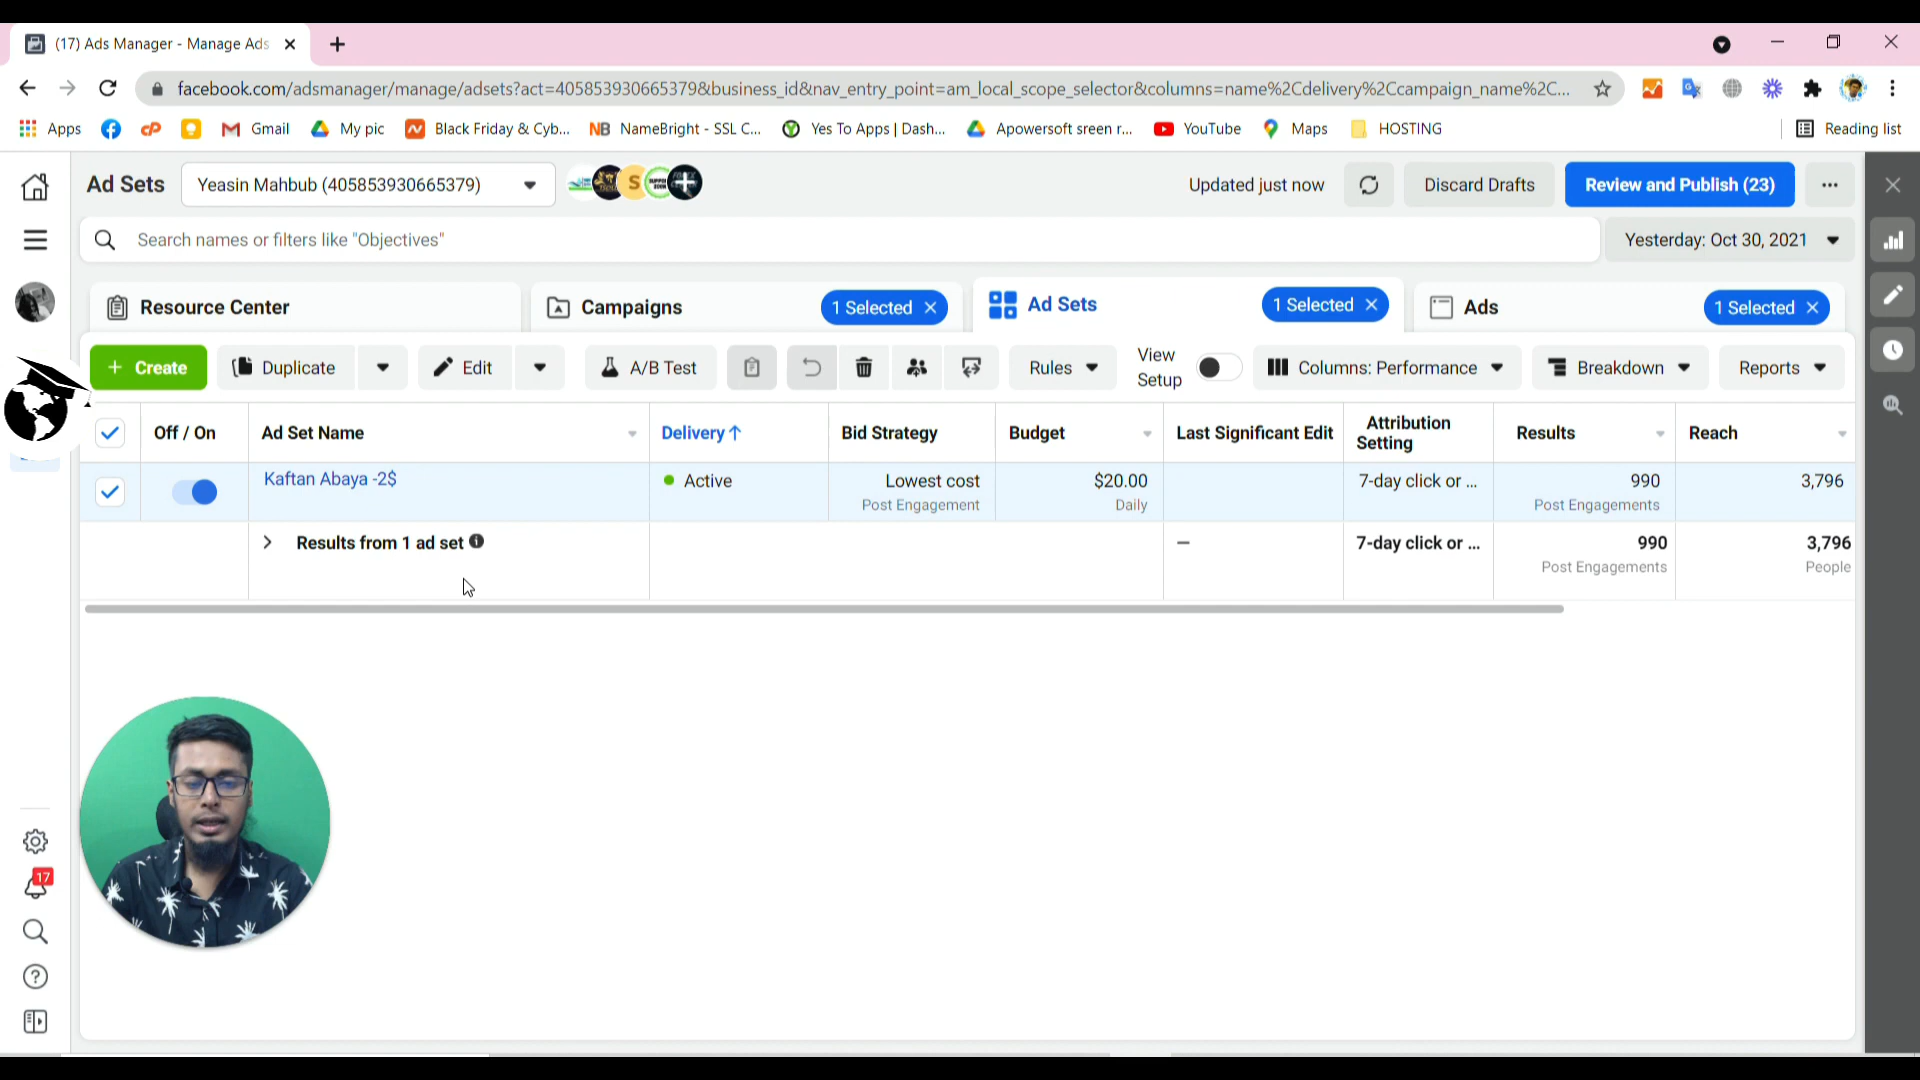 (17) Ads Manager - Manage Ads
facebook.com/adsmanager/manage/adsets?act=405853930665379&business_id&nav_entry_point=am_local_scope_selector&columns=name%2Cdelivery%2Ccampaign_name%2C...
Apps
Gmail
My pic
Black Friday & Cyb...
NB NameBright - SSL C...
Yes To Apps | Dash...
Apowersoft sreen r...
YouTube
Maps
HOSTING
Reading list
Ad Sets
Yeasin Mahbub (405853930665379)
S
Updated just now
Discard Drafts
Review and Publish (23)
Search names or filters like "Objectives"
Yesterday: Oct 30, 2021
Resource Center
Campaigns
1 Selected
Ad Sets
1 Selected
Ads
1 Selected
+ Create
Duplicate
Edit
A/B Test
Rules
View Setup
Columns: Performance
Breakdown
Reports
Off / On
Ad Set Name
Delivery ↑
Bid Strategy
Budget
Last Significant Edit
Attribution Setting
Results
Reach
Kaftan Abaya -2$
Active
Lowest cost
Post Engagement
$20.00
Daily
7-day click or ...
990
Post Engagements
3,796
Results from 1 ad set
—
7-day click or ...
990
Post Engagements
3,796
People
17